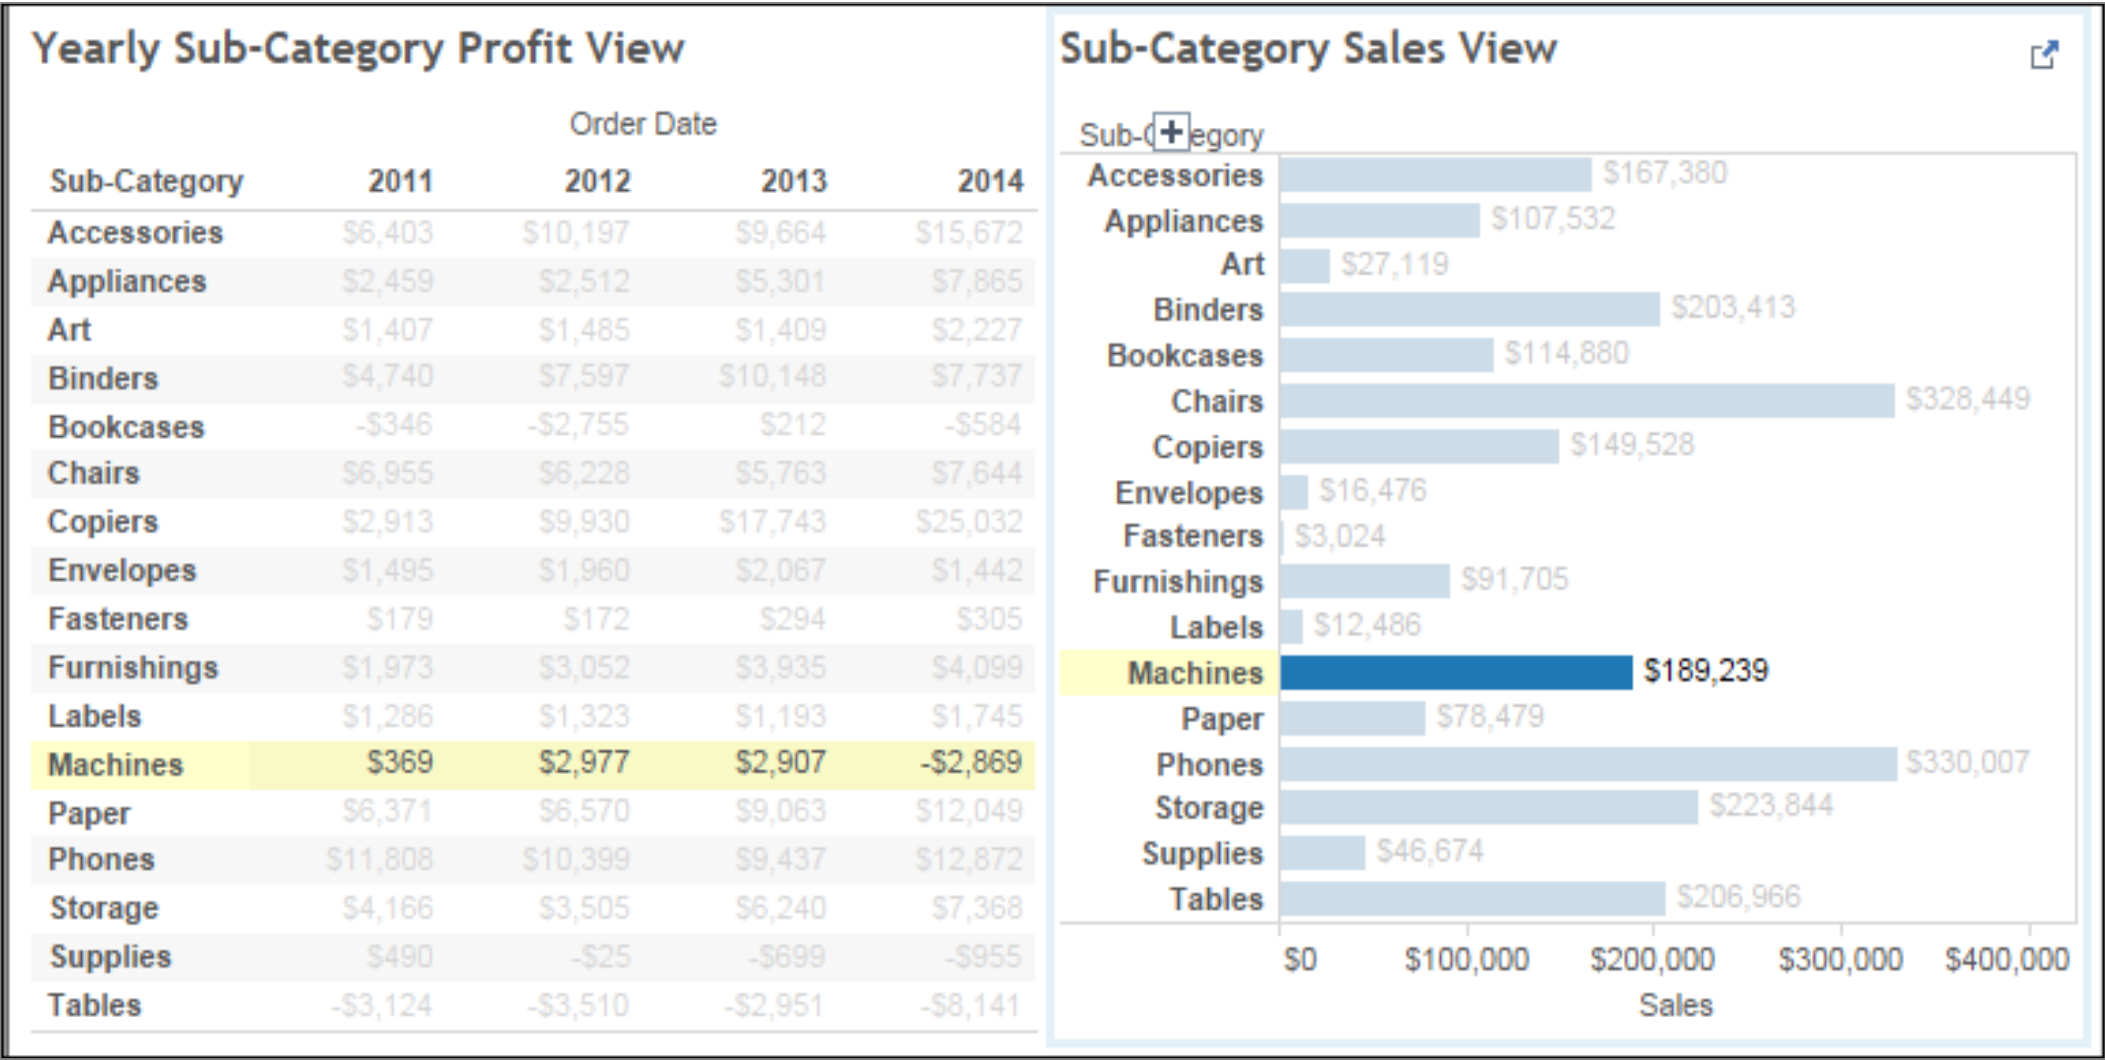 Yearly Sub-Category Profit View
Order Date
Sub-Category 2011 2012 2013 2014
Accessories $6,403 $10,197 $9,664 $15,672
Appliances $2,459 $2,512 $5,301 $7,865
Art $1,407 $1,485 $1,409 $2,227
Binders $4,740 $7,597 $10,148 $7,737
Bookcases -$346 -$2,755 $212 -$584
Chairs $6,955 $6,228 $5,763 $7,644
Copiers $2,913 $9,930 $17,743 $25,032
Envelopes $1,495 $1,960 $2,067 $1,442
Fasteners $179 $172 $294 $305
Furnishings $1,973 $3,052 $3,935 $4,099
Labels $1,286 $1,323 $1,193 $1,745
Machines $369 $2,977 $2,907 -$2,869
Paper $6,371 $6,570 $9,063 $12,049
Phones $11,808 $10,399 $9,437 $12,872
Storage $4,166 $3,505 $6,240 $7,368
Supplies $490 -$25 -$699 -$955
Tables -$3,124 -$3,510 -$2,951 -$8,141
Sub-Category Sales View
Sub-C+egory
Accessories $167,380
Appliances $107,532
Art $27,119
Binders $203,413
Bookcases $114,880
Chairs $328,449
Copiers $149,528
Envelopes $16,476
Fasteners $3,024
Furnishings $91,705
Labels $12,486
Machines $189,239
Paper $78,479
Phones $330,007
Storage $223,844
Supplies $46,674
Tables $206,966
$0 $100,000 $200,000 $300,000 $400,000
Sales